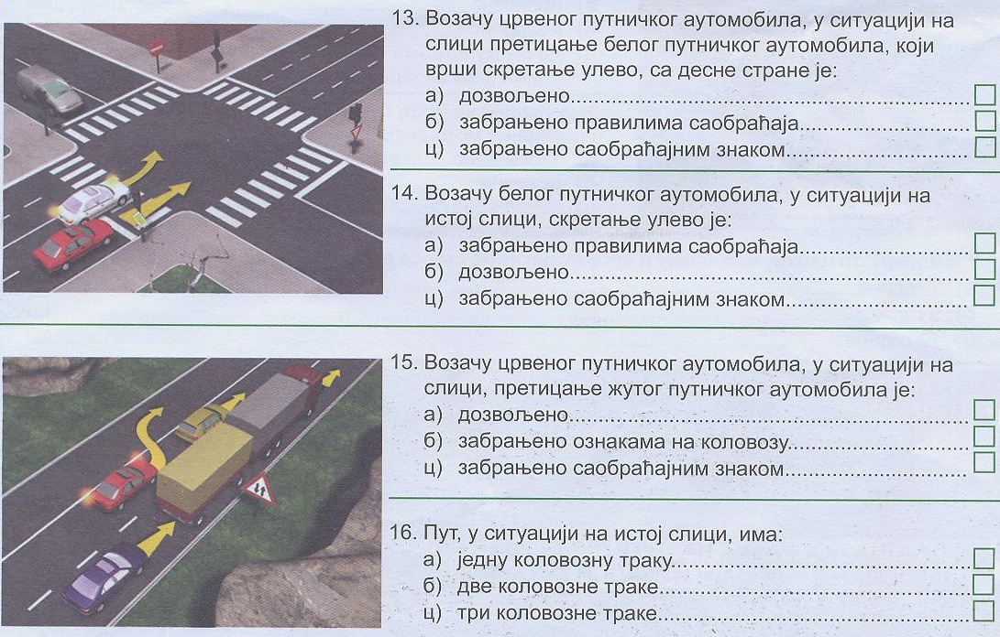 13. Возачу црвеног путничког аутомобила, у ситуацији на
слици претицање белог путничког аутомобила, који
врши скретање улево, са десне стране је:
а) дозвољено
б) забрањено правилима саобраћаја
ц) забрањено саобраћајним знаком
14. Возачу белог путничког аутомобила, у ситуацији на
истој слици, скретање улево је:
а) забрањено правилима саобраћаја
б) дозвољено
ц) забрањено саобраћајним знаком
15. Возачу црвеног путничког аутомобила, у ситуацији на
слици, претицање жутог путничког аутомобила је:
а) дозвољено
б) забрањено ознакама на коловозу
ц) забрањено саобраћајним знаком
16. Пут, у ситуацији на истој слици, има:
а) једну коловозну траку
б) две коловозне траке
ц) три коловозне траке